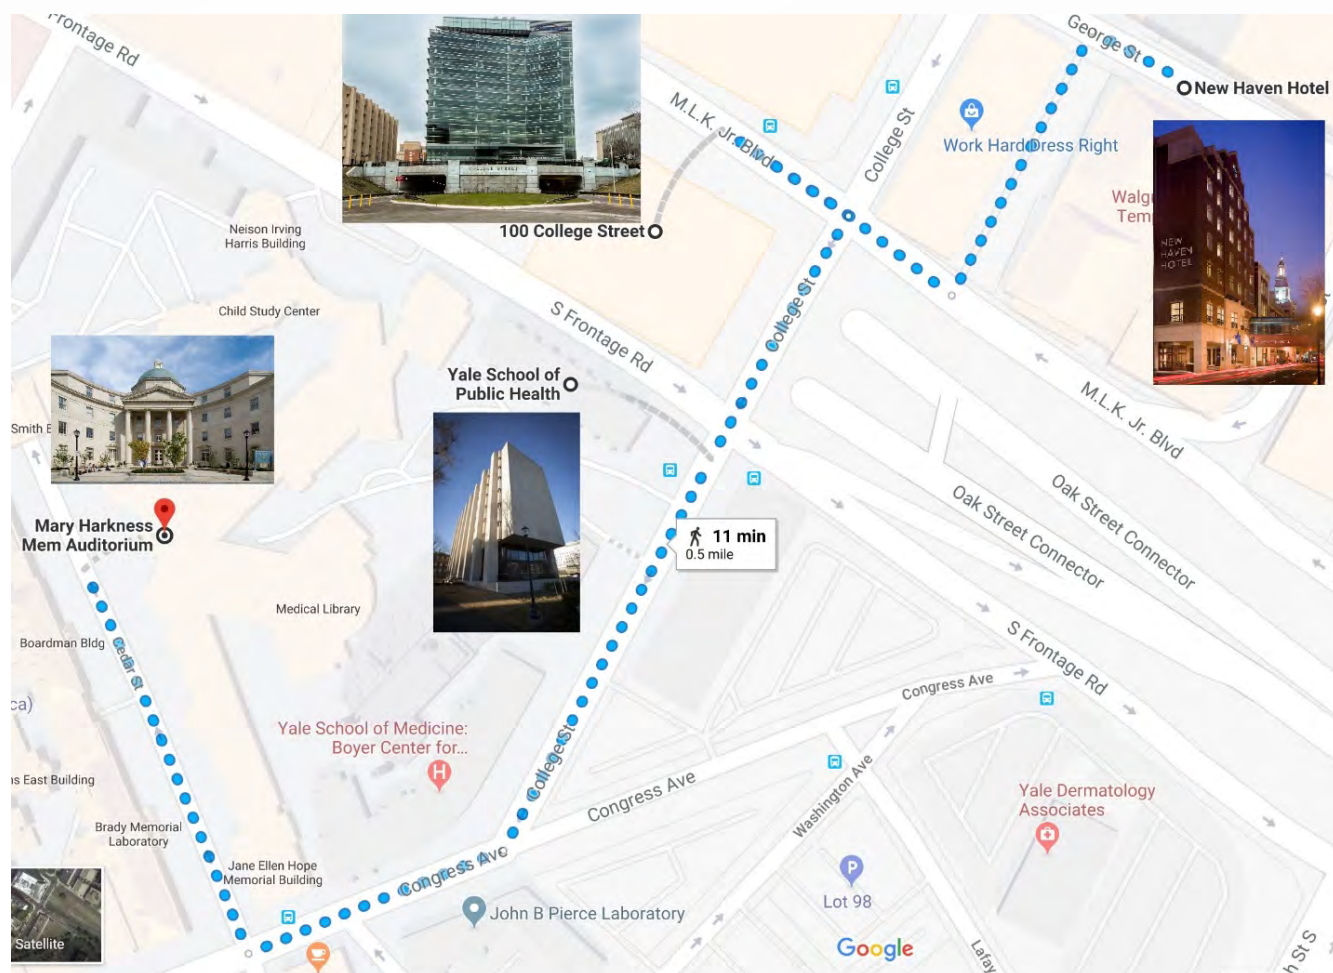 Frontage Rd
George St
New Haven Hotel
M.L.K. Jr. Blvd
College St
Work Hard Dress Right
COLLEGE STREET
100 College Street
Neison Irving
Harris Building
NEW
HAVEN
HOTEL
Child Study Center
S Frontage Rd
College St
Yale School of
Public Health
M.L.K. Jr. Blvd
Oak Street Connector
Oak Street Connector
Mary Harkness
Mem Auditorium
11 min
0.5 mile
Medical Library
Boardman Bldg
Cedar St
S Frontage Rd
Congress Ave
Yale School of Medicine:
Boyer Center for...
H
College St
Congress Ave
Washington Ave
East Building
Yale Dermatology
Associates
Brady Memorial
Laboratory
Jane Ellen Hope
Memorial Building
Congress Ave
P
Lot 98
John B Pierce Laboratory
Satellite
Google